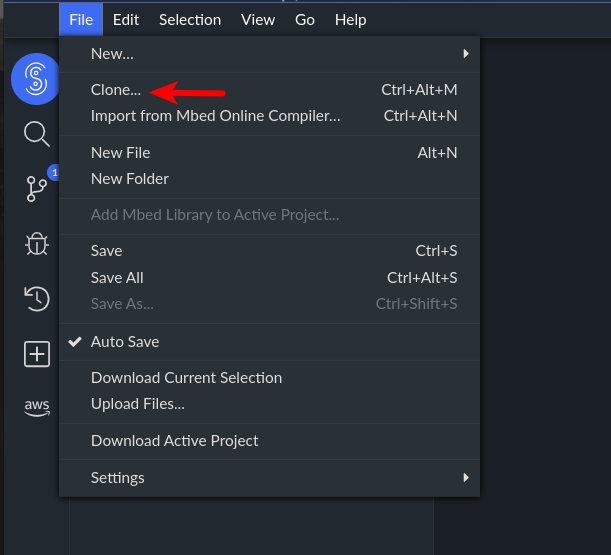 File Edit Selection View Go Help
New...
Clone... Ctrl+Alt+M
Import from Mbed Online Compiler... Ctrl+Alt+N
New File Alt+N
New Folder
1
Add Mbed Library to Active Project...
Save Ctrl+S
Save All Ctrl+Alt+S
Save As... Ctrl+Shift+S
Auto Save
Download Current Selection
Upload Files...
aws
Download Active Project
Settings